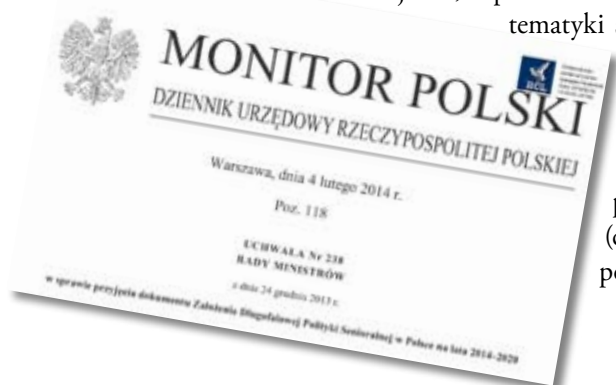 tematyki
MONITOR POLSKI
DZIENNIK URZĘDOWY RZECZYPOSPOLITEJ POLSKIEJ
Warszawa, dnia 4 lutego 2014 r.
Poz. 118
UCHWAŁA Nr 238
RADY MINISTRÓW
z dnia 24 grudnia 2013 r.
w sprawie przyjęcia dokumentu Założenia Długofalowej Polityki Senioralnej w Polsce na lata 2014–2020